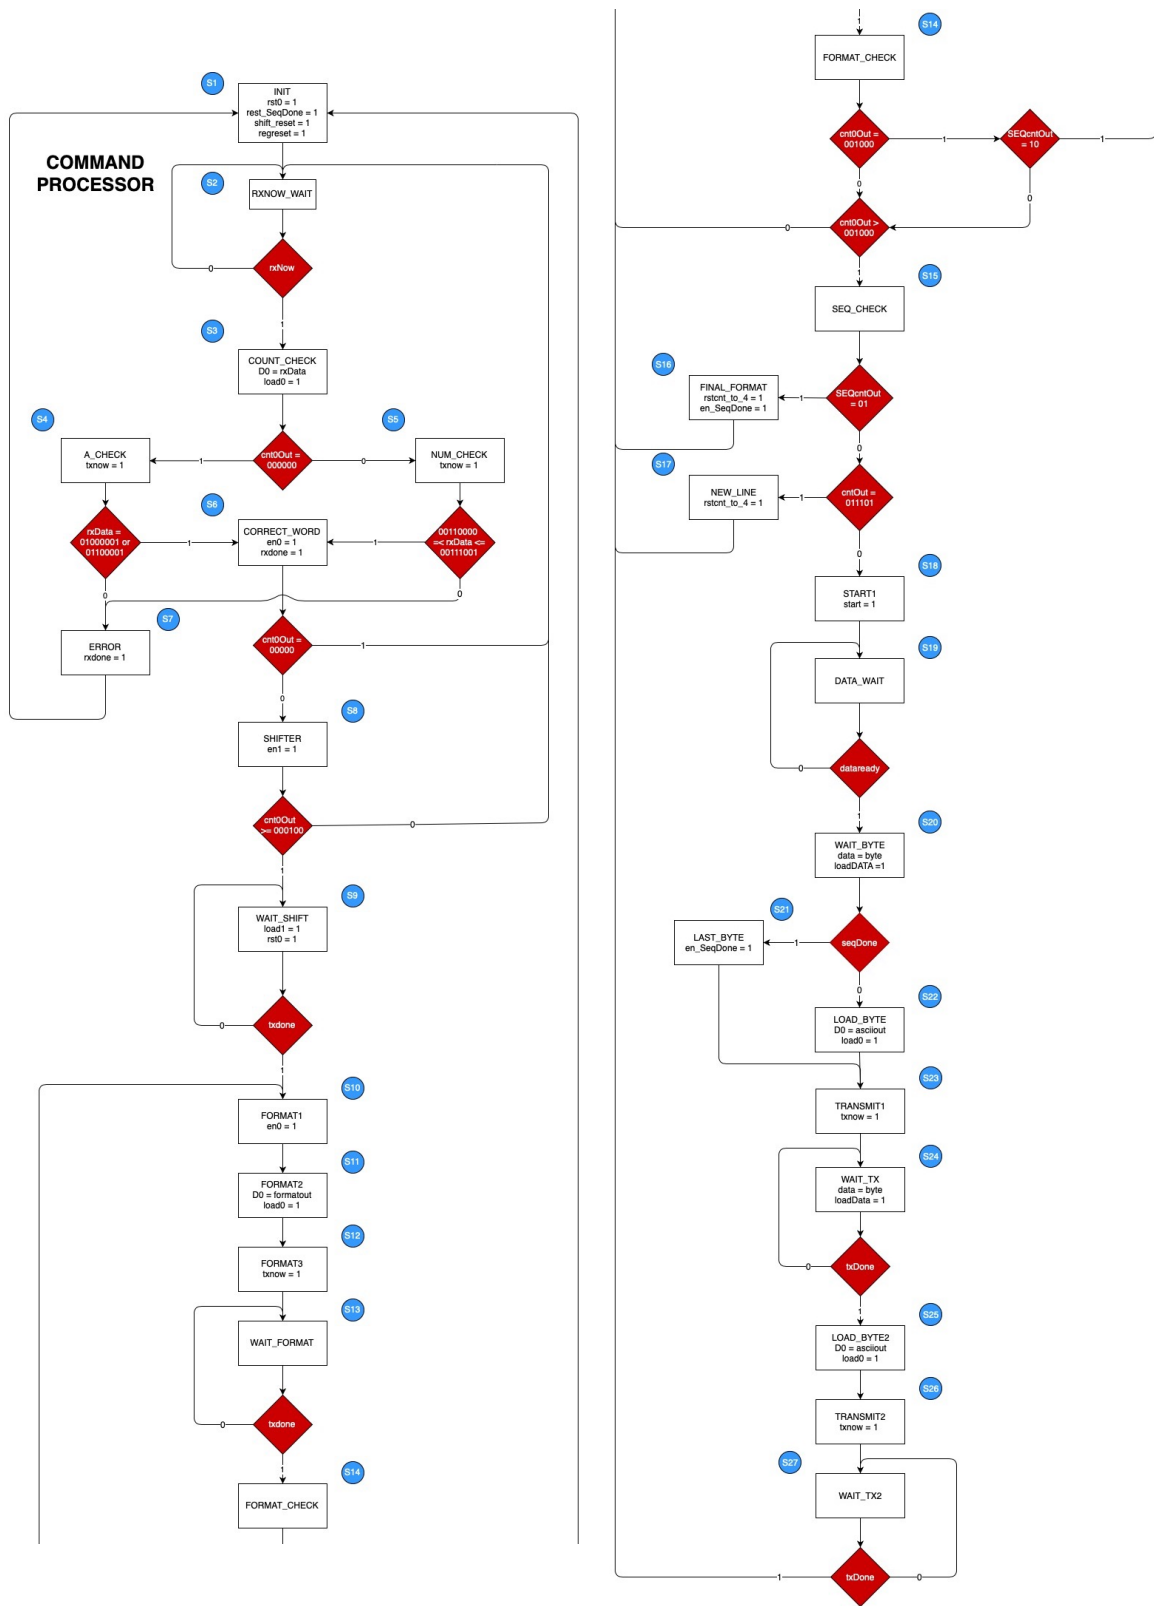 COMMAND
PROCESSOR
S1
INIT
rst0 = 1
rest_SeqDone = 1
shift_reset = 1
regreset = 1
S2
RXNOW_WAIT
rxNow
0
1
S3
COUNT_CHECK
D0 = rxData
load0 = 1
cnt0Out =
000000
1
0
S4
A_CHECK
txnow = 1
S5
NUM_CHECK
txnow = 1
rxData =
01000001 or
01100001
1
0
S6
CORRECT_WORD
en0 = 1
rxdone = 1
00110000
=< rxData <=
00111001
1
0
S7
ERROR
rxdone = 1
cnt0Out =
00000
1
0
S8
SHIFTER
en1 = 1
cnt0Out
>= 000100
0
1
S9
WAIT_SHIFT
load1 = 1
rst0 = 1
txdone
0
1
S10
FORMAT1
en0 = 1
S11
FORMAT2
D0 = formatout
load0 = 1
S12
FORMAT3
txnow = 1
S13
WAIT_FORMAT
txdone
0
1
S14
FORMAT_CHECK
1
S14
FORMAT_CHECK
cnt0Out =
001000
1
0
SEQcntOut
= 10
1
0
cnt0Out >
001000
0
1
S15
SEQ_CHECK
SEQcntOut
= 01
1
0
S16
FINAL_FORMAT
rstcnt_to_4 = 1
en_SeqDone = 1
S17
NEW_LINE
rstcnt_to_4 = 1
cntOut =
011101
1
0
S18
START1
start = 1
S19
DATA_WAIT
dataready
0
1
S20
WAIT_BYTE
data = byte
loadDATA =1
seqDone
1
0
S21
LAST_BYTE
en_SeqDone = 1
S22
LOAD_BYTE
D0 = asciiout
load0 = 1
S23
TRANSMIT1
txnow = 1
S24
WAIT_TX
data = byte
loadData = 1
txDone
0
1
S25
LOAD_BYTE2
D0 = asciiout
load0 = 1
S26
TRANSMIT2
txnow = 1
S27
WAIT_TX2
txDone
1
0